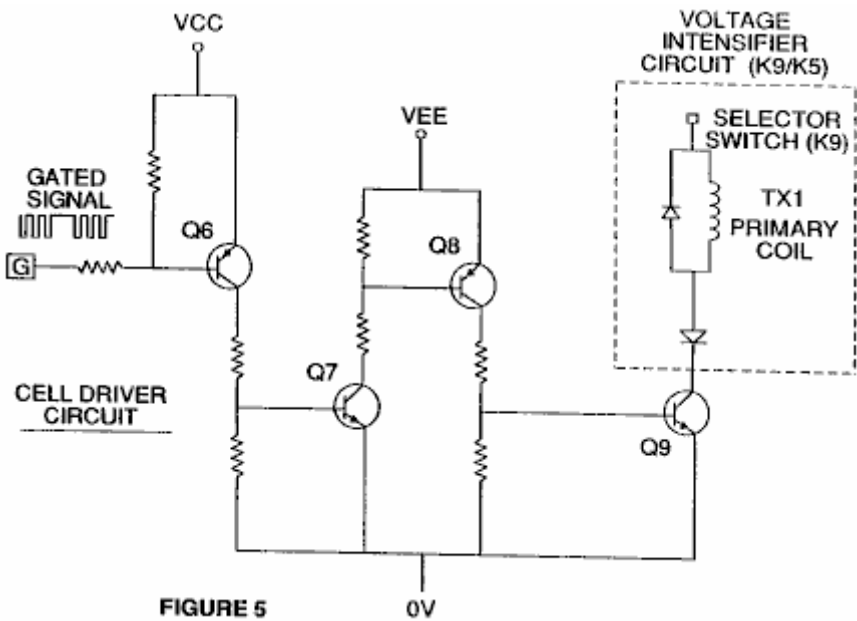 VCC
VOLTAGE
INTENSIFIER
CIRCUIT (K9/K5)
VEE
SELECTOR
SWITCH (K9)
GATED
SIGNAL
Q6
Q8
TX1
PRIMARY
COIL
G
Q7
CELL DRIVER
CIRCUIT
Q9
FIGURE 5
0V